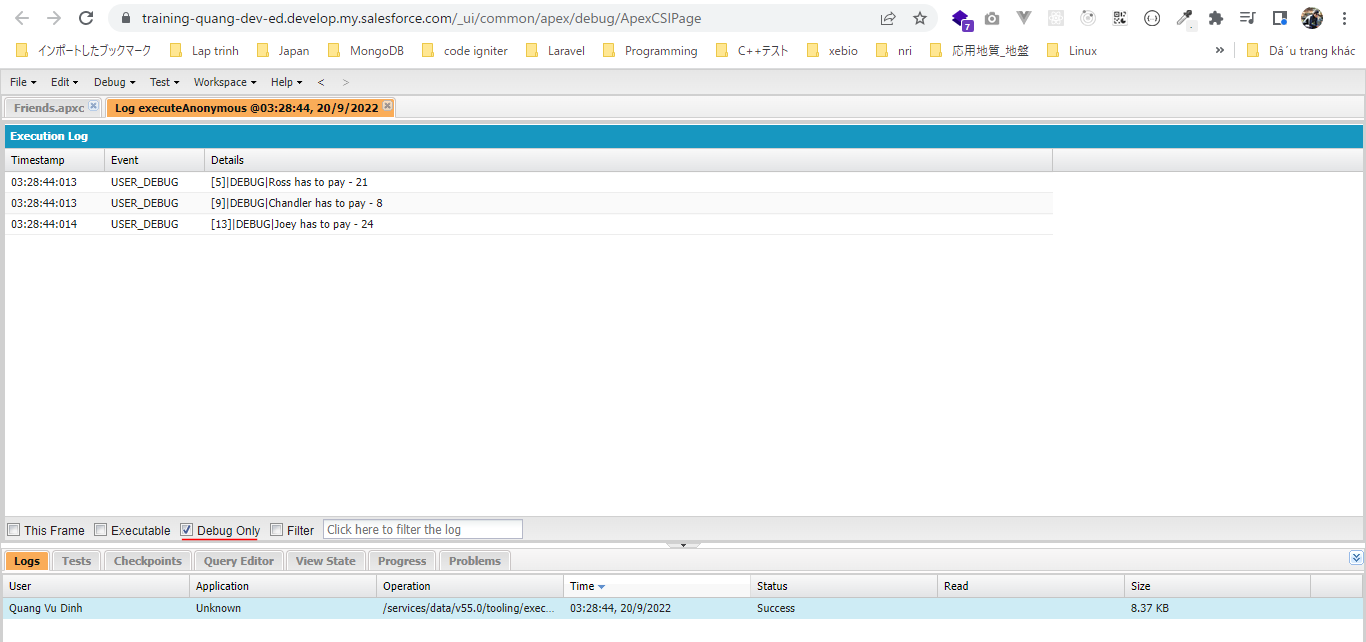 training-quang-dev-ed.develop.my.salesforce.com/_ui/common/apex/debug/ApexCSIPage
7
インポートしたブックマーク Lap trinh Japan MongoDB code igniter Laravel Programming C++テスト xebio nri 応用地質_地盤 Linux » Dấu trang khác
File Edit Debug Test Workspace Help < >
Friends.apxc Log executeAnonymous @03:28:44, 20/9/2022
Execution Log
Timestamp Event Details
03:28:44:013 USER_DEBUG [5]|DEBUG|Ross has to pay - 21
03:28:44:013 USER_DEBUG [9]|DEBUG|Chandler has to pay - 8
03:28:44:014 USER_DEBUG [13]|DEBUG|Joey has to pay - 24
This Frame Executable Debug Only Filter Click here to filter the log
Logs Tests Checkpoints Query Editor View State Progress Problems
User Application Operation Time Status Read Size
Quang Vu Dinh Unknown /services/data/v55.0/tooling/exec... 03:28:44, 20/9/2022 Success 8.37 KB